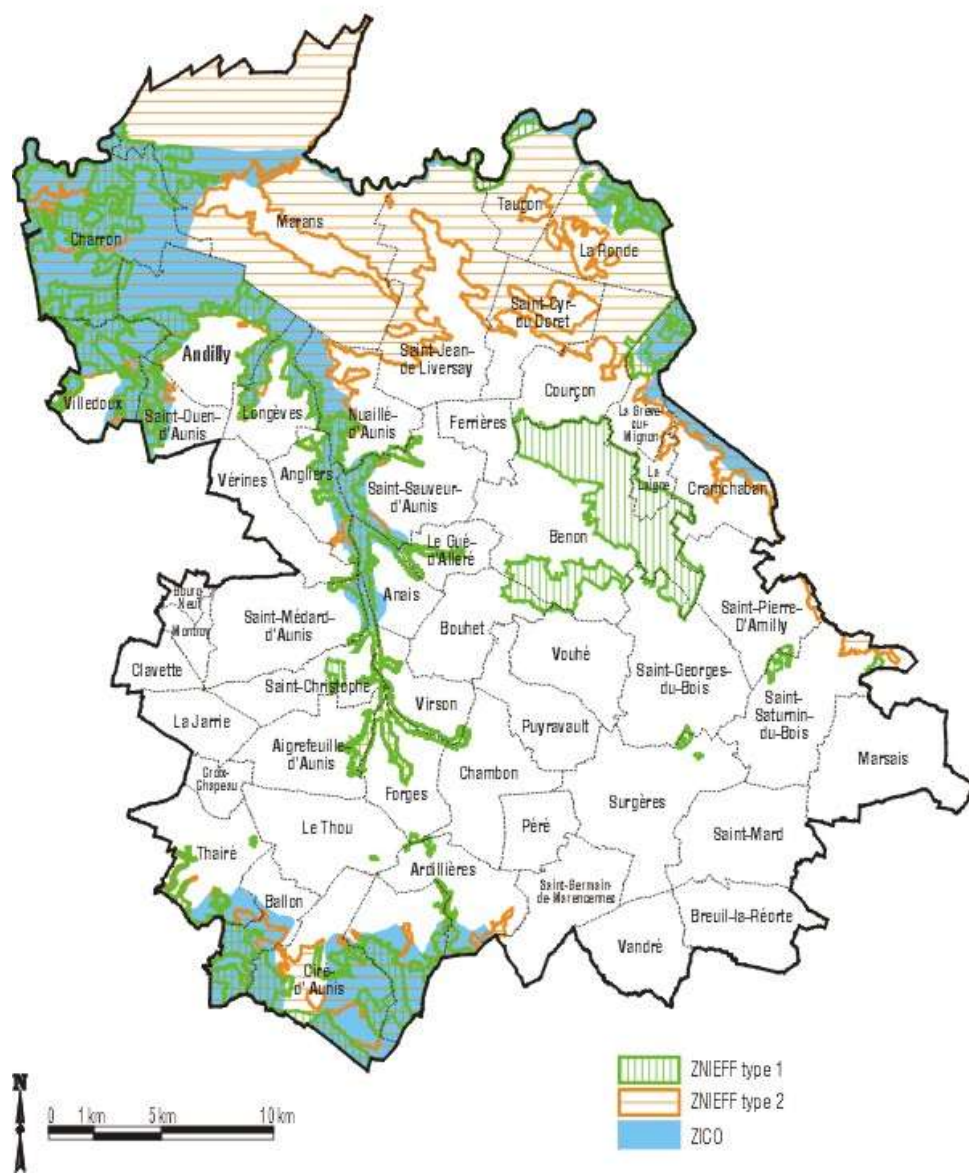 Marans
Taugon
Charron
La Ronde
Saint-Cyr-
du Doret
Andilly
Saint-Jean-
de Liversay
Courçon
Villedoux
Saint-Ouen-
d'Aunis
Longèves
Nuaillé-
d'Aunis
Ferrières
La Grève
sur
Mignon
Angliers
Vérines
Saint-Sauveur-
d'Aunis
La
Laigne
Cramchaban
Le Gué-
d'Alleré
Benon
Bourg-
Neuf
Montroy
Saint-Médard-
d'Aunis
Anais
Bouhet
Saint-Pierre-
D'Amilly
Clavette
Vouhé
Saint-Georges-
du-Bois
Saint-Christophe
Virson
Saint-
Saturnin-
du-Bois
La Jarrie
Puyravault
Marsais
Aigrefeuille-
d'Aunis
Croix-
Chapeau
Chambon
Forges
Surgères
Le Thou
Péré
Saint-Mard
Thairé
Ardillières
Saint-Germain-
de Marencennes
Ballon
Breuil-la-Réorte
Vandré
Ciré-
d'Aunis
ZNIEFF type 1
ZNIEFF type 2
ZICO
N
0 1 km 5 km 10 km